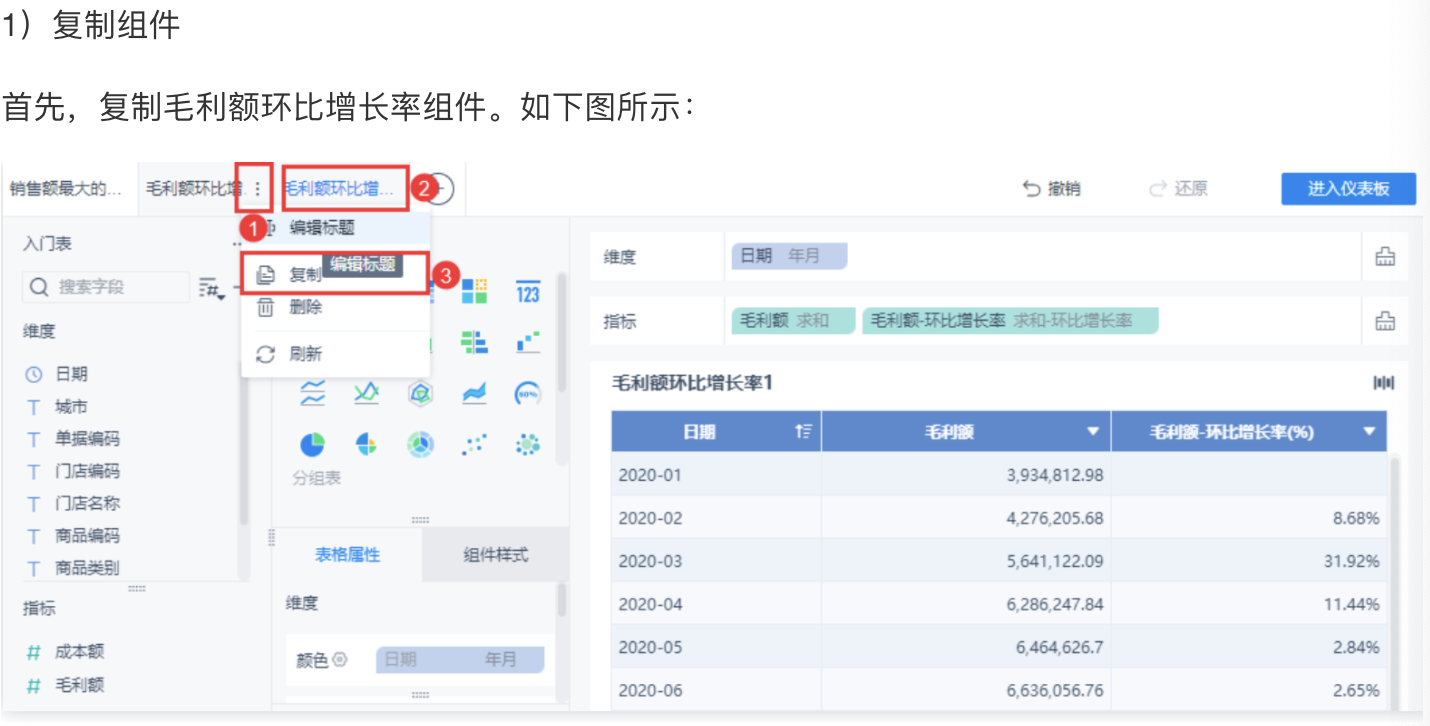 1）复制组件
首先，复制毛利额环比增长率组件。如下图所示：
销售额最大的... 毛利额环比增 毛利额环比增... 2 撤销 还原 进入仪表板
1 编辑标题
入门表
维度 日期 年月
搜索字段
复制 编辑标题 3
123
删除
指标 毛利额 求和 毛利额-环比增长率 求和-环比增长率
维度
刷新
日期
城市
单据编码
门店编码
门店名称
商品编码
商品类别
60%
分组表
毛利额环比增长率1
日期 毛利额 毛利额-环比增长率(%)
2020-01 3,934,812.98
2020-02 4,276,205.68 8.68%
2020-03 5,641,122.09 31.92%
2020-04 6,286,247.84 11.44%
2020-05 6,464,626.7 2.84%
2020-06 6,636,056.76 2.65%
表格属性 组件样式
维度
颜色 日期 年月
指标
成本额
毛利额